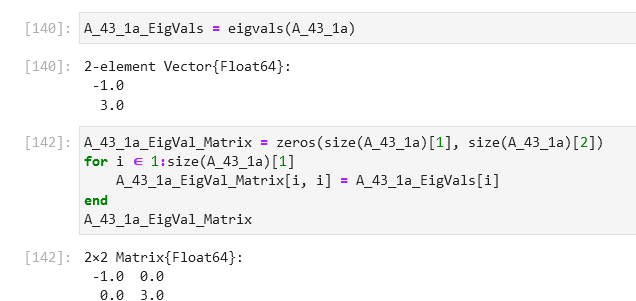 [140]: A_43_1a_EigVals = eigvals(A_43_1a)
[140]: 2-element Vector{Float64}:
 -1.0
  3.0
[142]: A_43_1a_EigVal_Matrix = zeros(size(A_43_1a)[1], size(A_43_1a)[2])
for i ∈ 1:size(A_43_1a)[1]
    A_43_1a_EigVal_Matrix[i, i] = A_43_1a_EigVals[i]
end
A_43_1a_EigVal_Matrix
[142]: 2×2 Matrix{Float64}:
 -1.0  0.0
  0.0  3.0